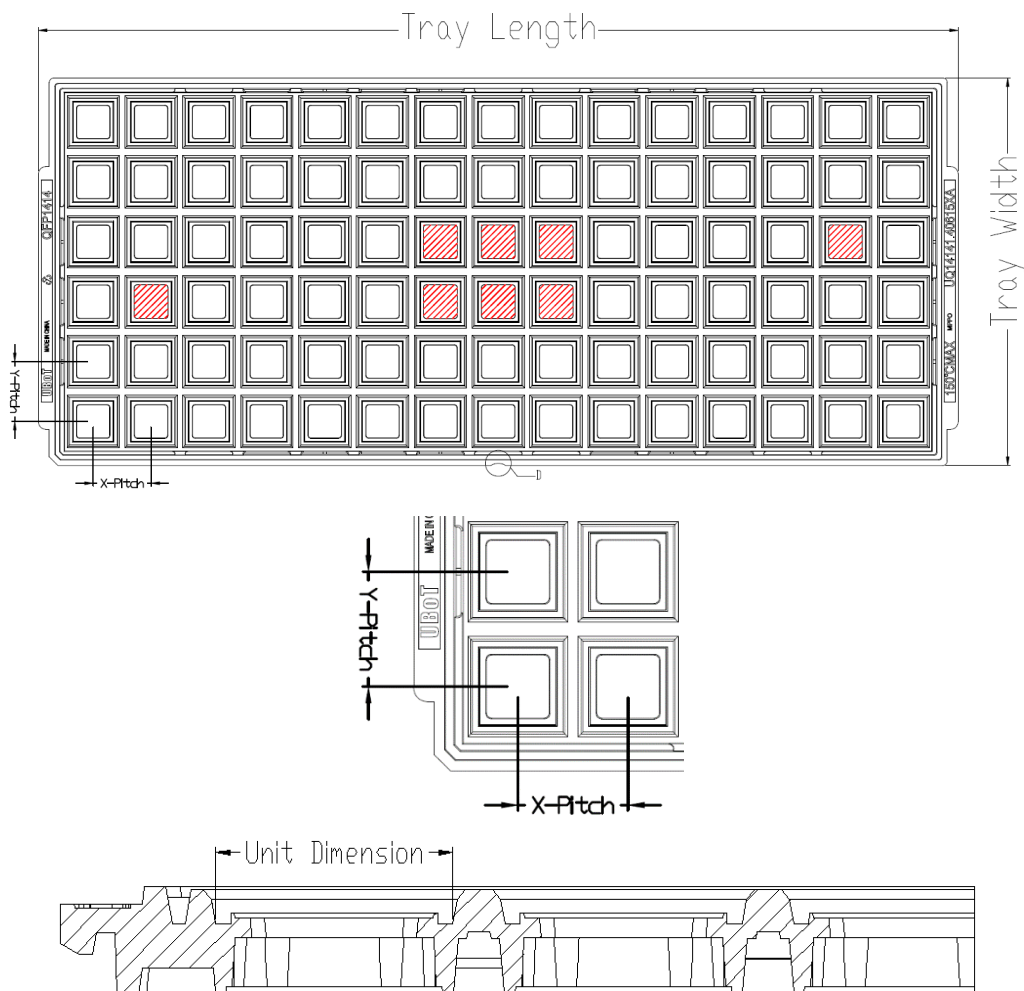 Tray Length
QFP1414
MADE IN CHINA
UBoT
UQ14141.40615XA
MPPO
150°CMAX
Tray Width
Y-Pitch
X-Pitch
D
MADE IN C
UBoT
Y-Pitch
X-Pitch
Unit Dimension